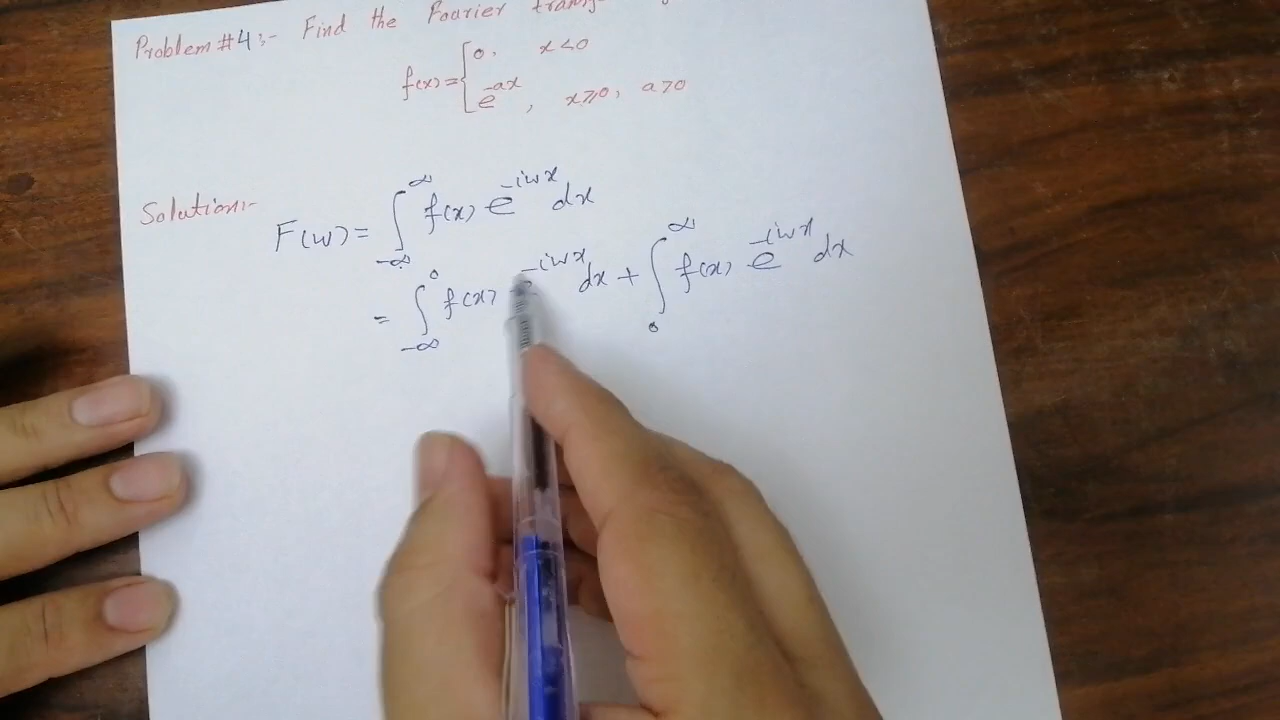 Problem #4:- Find the Fourier
f(x) = { 0, x<0
e^{-ax}, x≥0, a>0
Solution:-
F(w) = ∫_{-∞}^{∞} f(x) e^{-iwx} dx
= ∫_{-∞}^{0} f(x) e^{-iwx} dx + ∫_{0}^{∞} f(x) e^{-iwx} dx